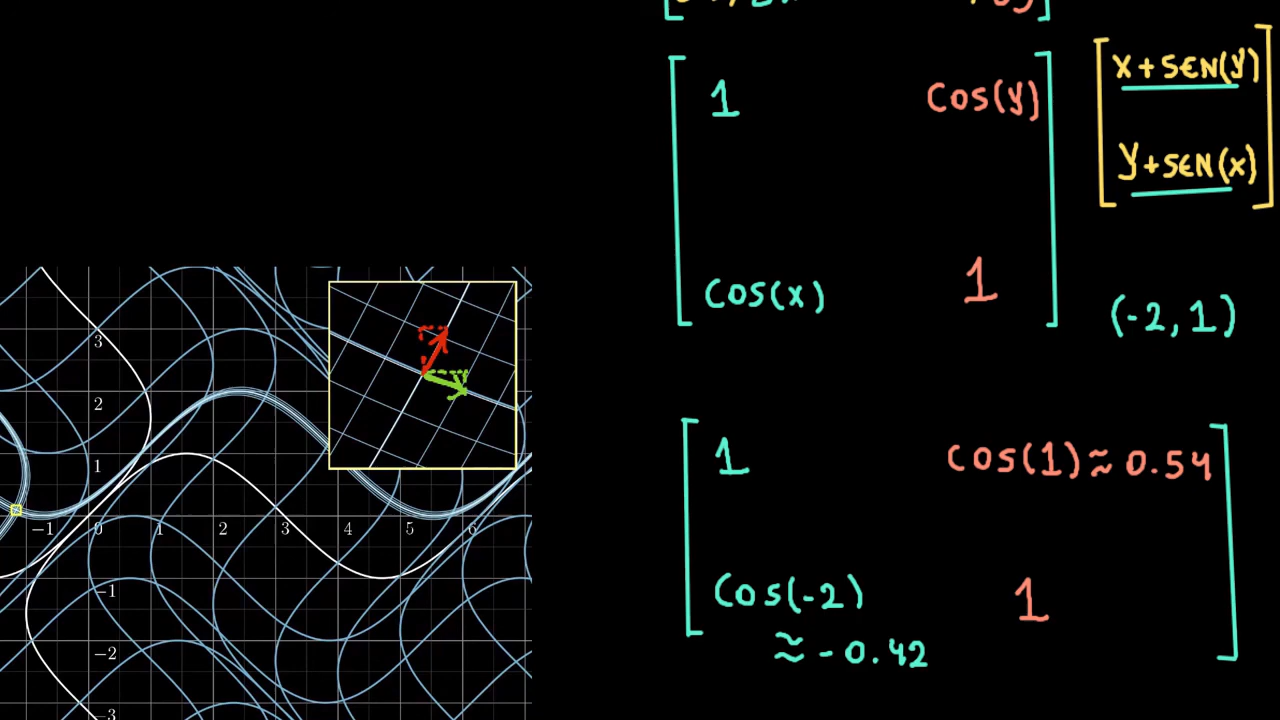 1 cos(y)
cos(x) 1
x+sen(y)
y+sen(x)
(-2, 1)
1 cos(1)≈0.54
cos(-2) 1
≈-0.42
3
2
1
−1 0 1 2 3 4 5 6
−1
−2
−3